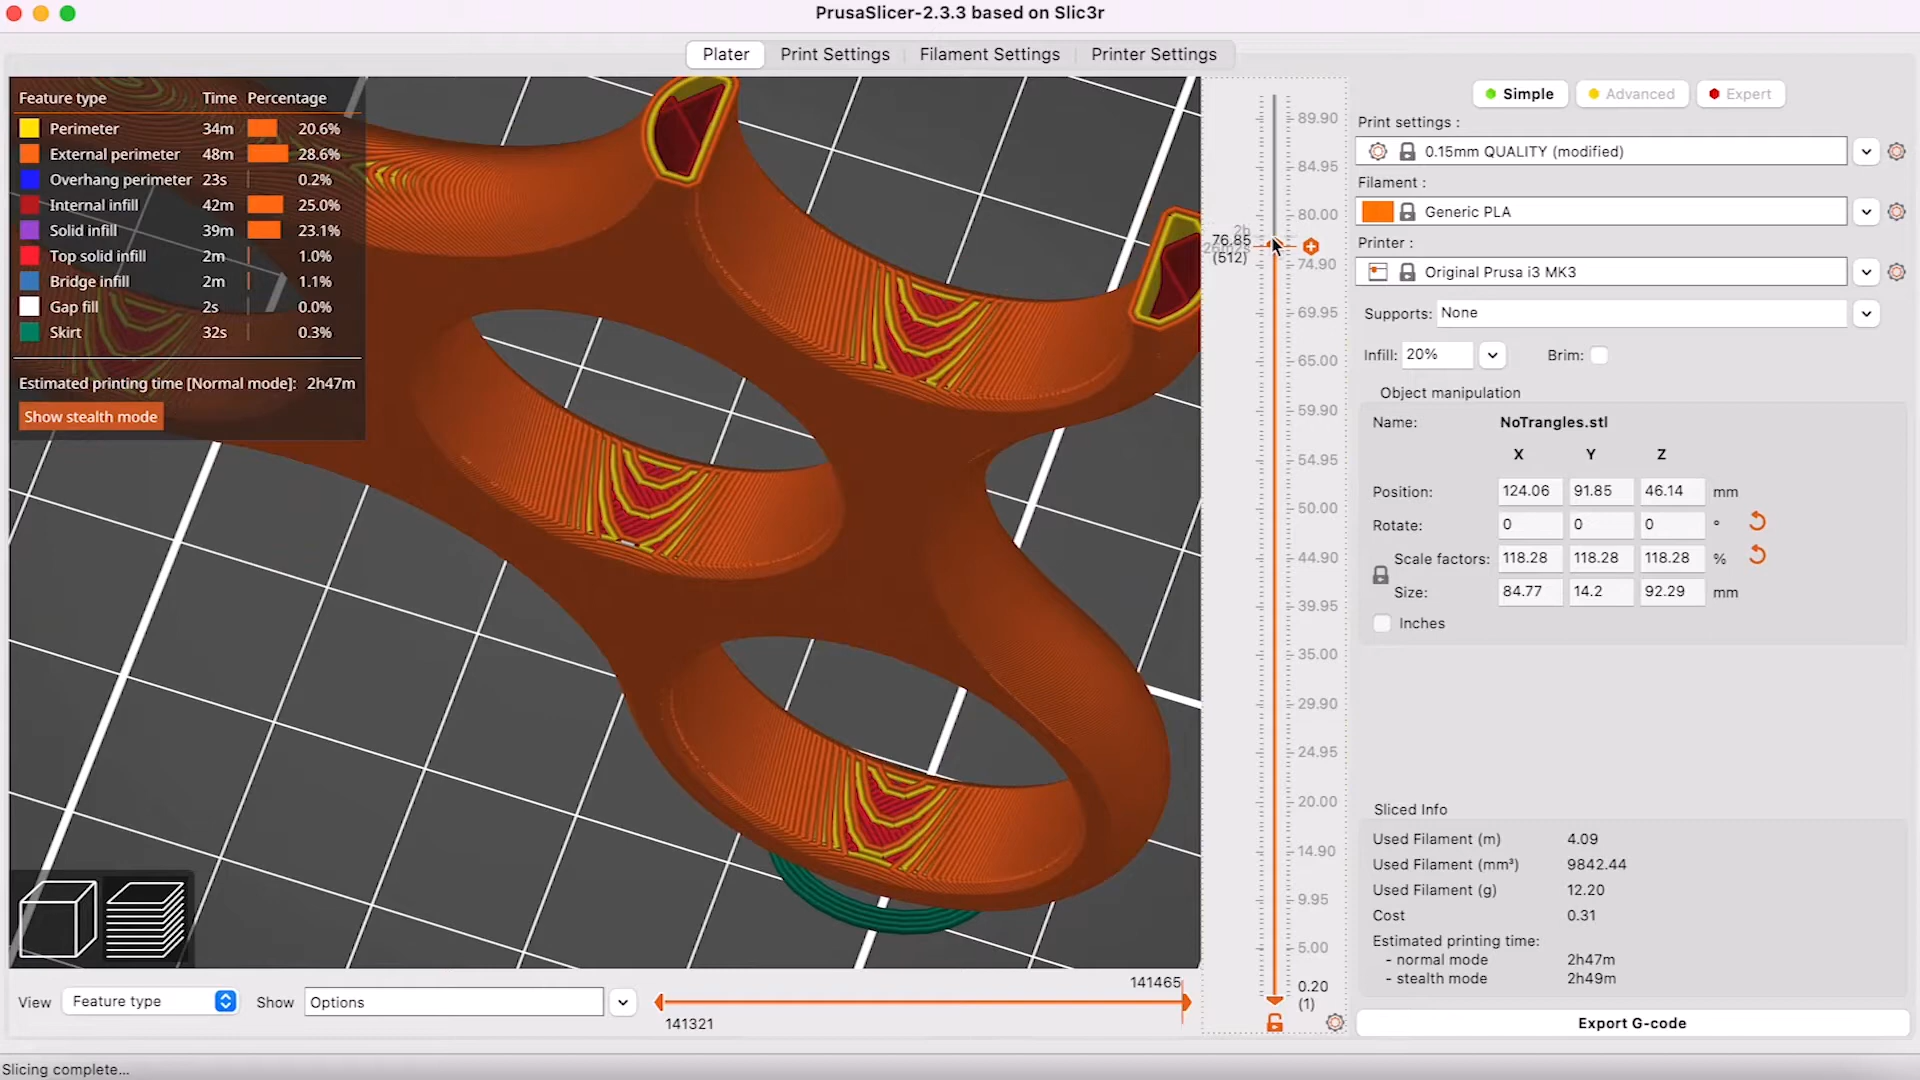 PrusaSlicer-2.3.3 based on Slic3r
Plater Print Settings Filament Settings Printer Settings
Feature type Time Percentage
Perimeter 34m 20.6%
External perimeter 48m 28.6%
Overhang perimeter 23s 0.2%
Internal infill 42m 25.0%
Solid infill 39m 23.1%
Top solid infill 2m 1.0%
Bridge infill 2m 1.1%
Gap fill 2s 0.0%
Skirt 32s 0.3%
Estimated printing time [Normal mode]: 2h47m
Show stealth mode
89.90
84.95
80.00
76.85
(512)
74.90
69.95
65.00
59.90
54.95
50.00
44.90
39.95
35.00
29.90
24.95
20.00
14.90
9.95
5.00
0.20
(1)
Simple Advanced Expert
Print settings :
0.15mm QUALITY (modified)
Filament :
Generic PLA
Printer :
Original Prusa i3 MK3
Supports: None
Infill: 20% Brim:
Object manipulation
Name: NoTrangles.stl
X Y Z
Position: 124.06 91.85 46.14 mm
Rotate: 0 0 0 °
Scale factors: 118.28 118.28 118.28 %
Size: 84.77 14.2 92.29 mm
Inches
Sliced Info
Used Filament (m) 4.09
Used Filament (mm³) 9842.44
Used Filament (g) 12.20
Cost 0.31
Estimated printing time:
- normal mode 2h47m
- stealth mode 2h49m
Export G-code
View Feature type Show Options
141465
141321
Slicing complete...